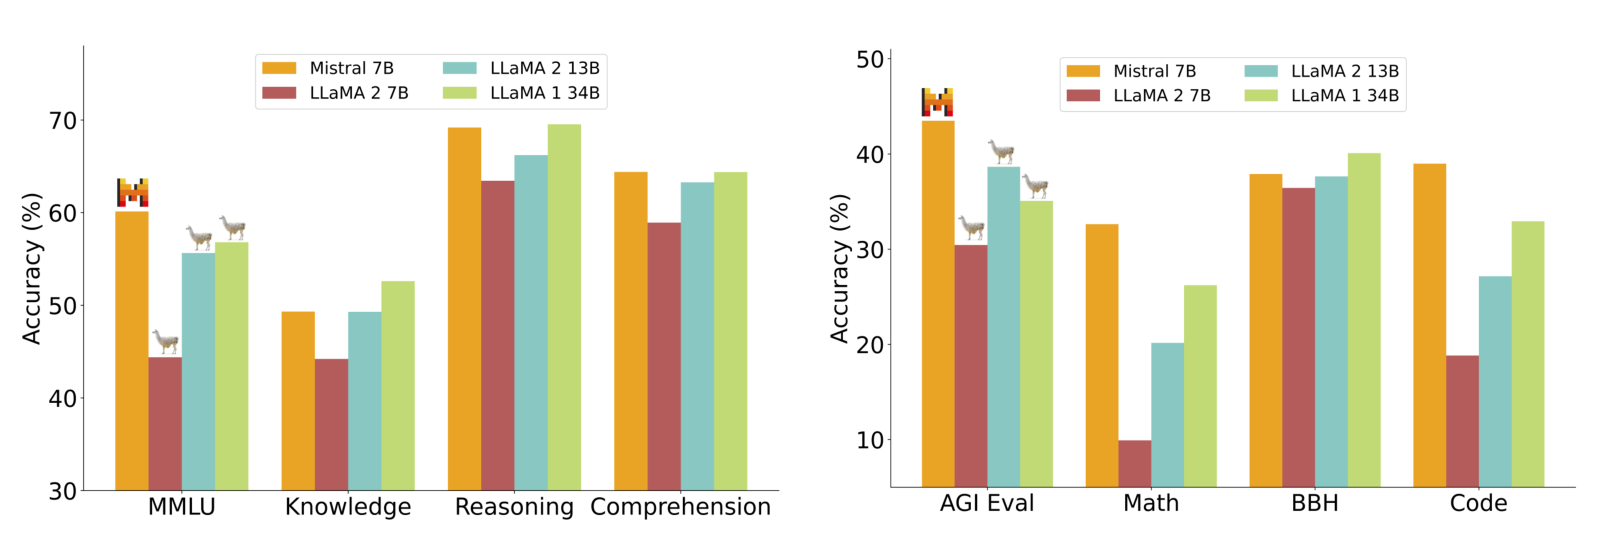 Mistral 7B
LLaMA 2 13B
LLaMA 2 7B
LLaMA 1 34B
Accuracy (%)
70
60
50
40
30
MMLU
Knowledge
Reasoning
Comprehension
Mistral 7B
LLaMA 2 13B
LLaMA 2 7B
LLaMA 1 34B
Accuracy (%)
50
40
30
20
10
AGI Eval
Math
BBH
Code